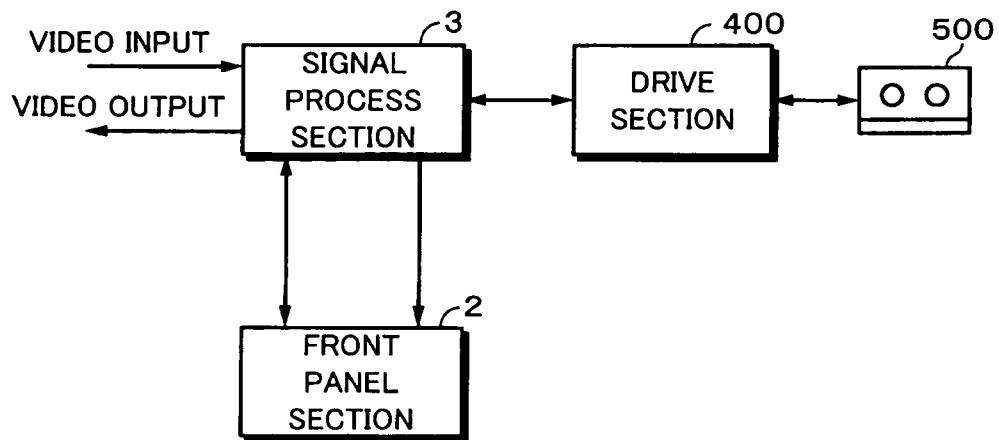 VIDEO INPUT
VIDEO OUTPUT
3
SIGNAL
PROCESS
SECTION
400
DRIVE
SECTION
500
2
FRONT
PANEL
SECTION